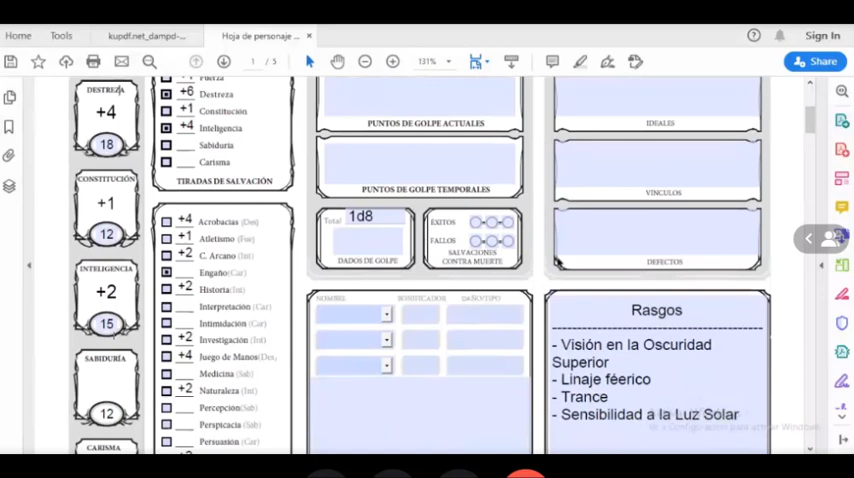 Home Tools kupdf.net_dampd-... Hoja de personaje ... × Sign In
1 / 5 131% Share
DESTREZA
+4
18
CONSTITUCIÓN
+1
12
INTELIGENCIA
+2
15
SABIDURÍA
12
CARISMA
Fuerza
+6 Destreza
+1 Constitución
+4 Inteligencia
Sabiduría
Carisma
TIRADAS DE SALVACIÓN
+4 Acrobacias (Des)
+1 Atletismo (Fue)
+2 C. Arcano (Int)
Engaño(Car)
+2 Historia(Int)
Interpretación (Car)
Intimidación (Car)
+2 Investigación (Int)
+4 Juego de Manos(Des)
Medicina (Sab)
+2 Naturaleza (Int)
Percepción(Sab)
Perspicacia (Sab)
Persuasión (Car)
PUNTOS DE GOLPE ACTUALES
PUNTOS DE GOLPE TEMPORALES
Total 1d8
DADOS DE GOLPE
ÉXITOS
FALLOS
SALVACIONES
CONTRA MUERTE
NOMBRE BONIFICADOR DAÑO/TIPO
IDEALES
VÍNCULOS
DEFECTOS
Rasgos
- Visión en la Oscuridad
Superior
- Linaje féerico
- Trance
- Sensibilidad a la Luz Solar